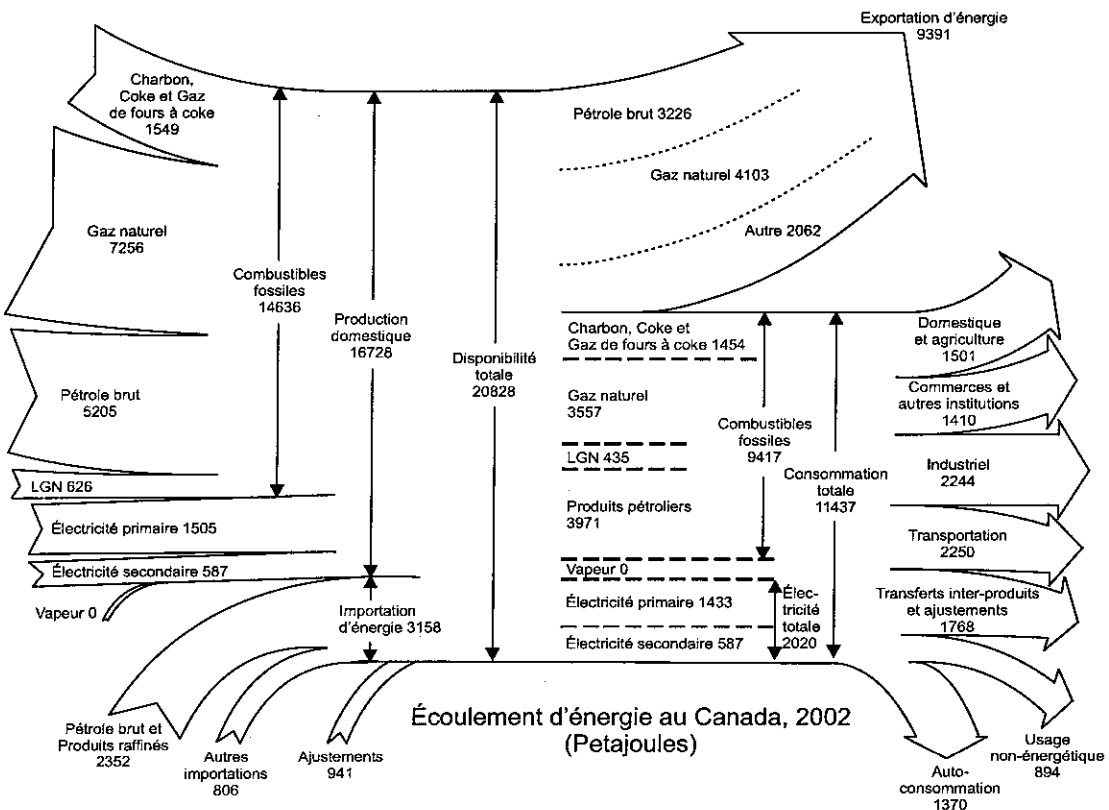 Exportation d'énergie
9391
Charbon,
Coke et Gaz
de fours à coke
1549
Gaz naturel
7256
Pétrole brut
5205
LGN 626
Électricité primaire 1505
Électricité secondaire 587
Vapeur 0
Pétrole brut et
Produits raffinés
2352
Autres
importations
806
Ajustements
941
Combustibles
fossiles
14636
Production
domestique
16728
Importation
d'énergie 3158
Disponibilité
totale
20828
Pétrole brut 3226
Gaz naturel 4103
Autre 2062
Charbon, Coke et
Gaz de fours à coke 1454
Gaz naturel
3557
LGN 435
Produits pétroliers
3971
Vapeur 0
Électricité primaire 1433
Électricité secondaire 587
Combustibles
fossiles
9417
Élec-
tricité
totale
2020
Consommation
totale
11437
Domestique
et agriculture
1501
Commerces et
autres institutions
1410
Industriel
2244
Transportation
2250
Transferts inter-produits
et ajustements
1768
Usage
non-énergétique
894
Auto-
consommation
1370
Écoulement d'énergie au Canada, 2002
(Petajoules)